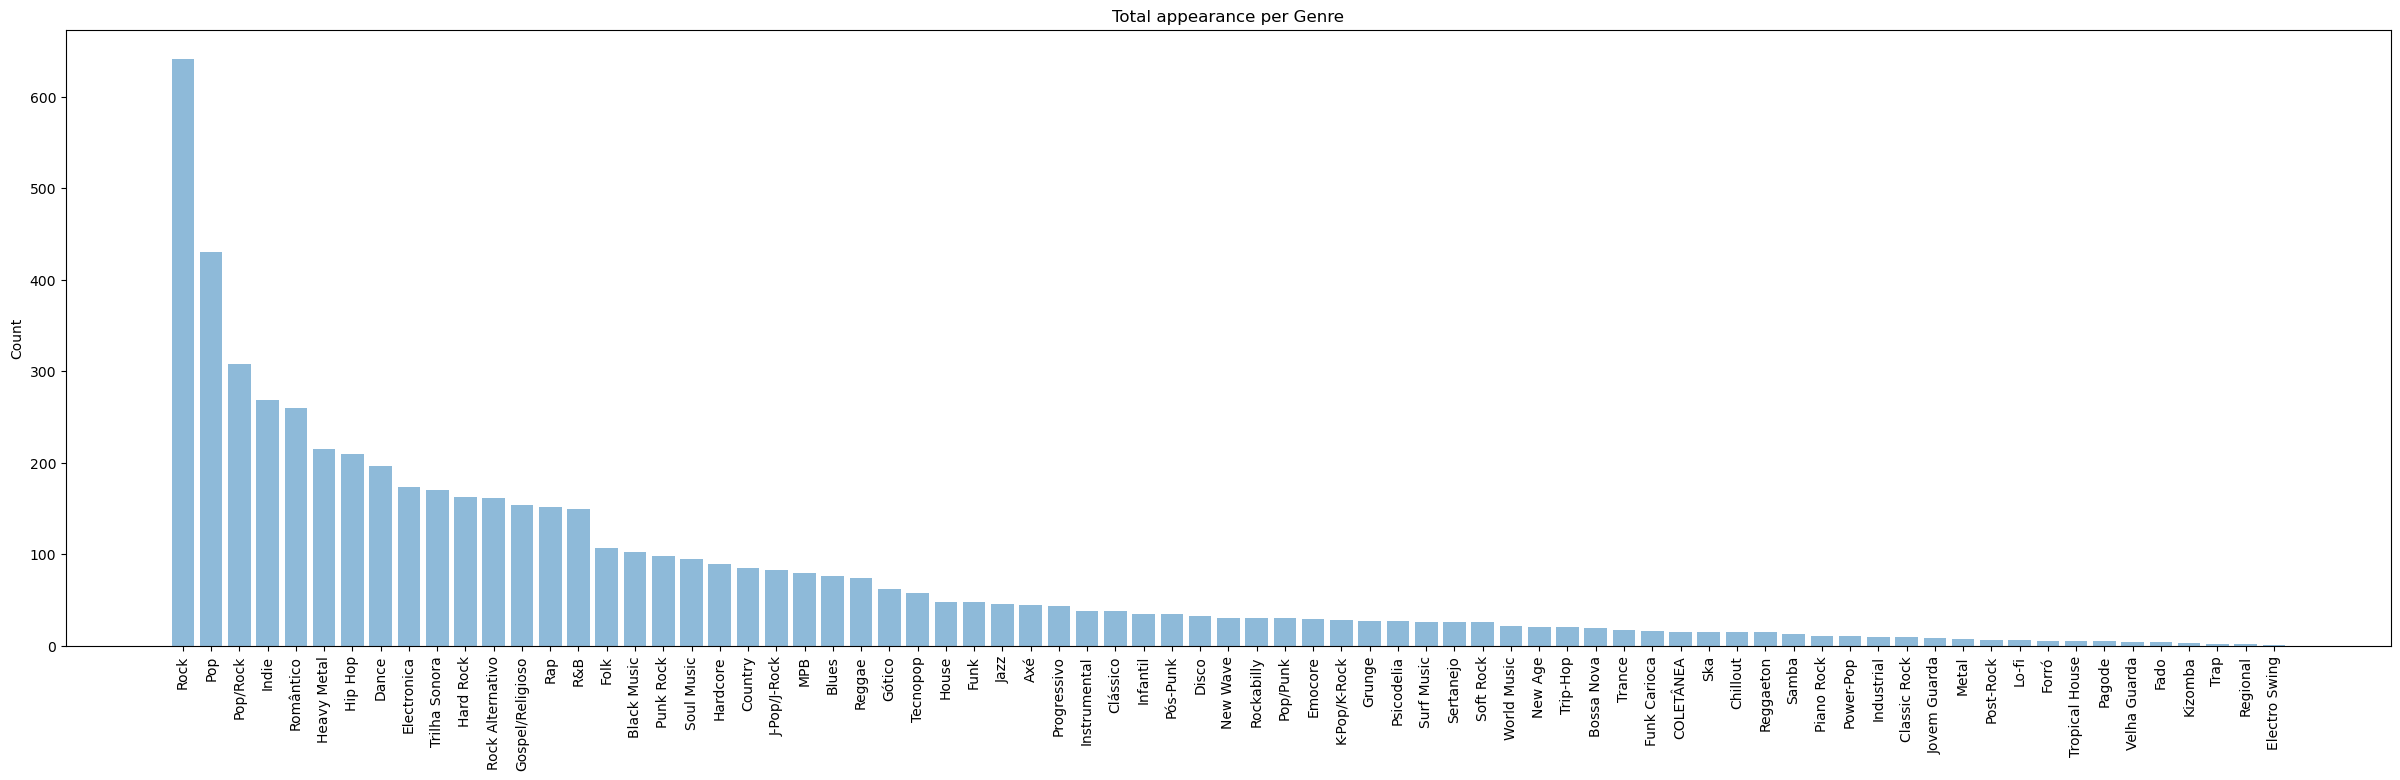 Total appearance per Genre
Count
600
500
400
300
200
100
0
Rock
Pop
Pop/Rock
Indie
Romântico
Heavy Metal
Hip Hop
Dance
Electronica
Trilha Sonora
Hard Rock
Rock Alternativo
Gospel/Religioso
Rap
R&B
Folk
Black Music
Punk Rock
Soul Music
Hardcore
Country
J-Pop/J-Rock
MPB
Blues
Reggae
Gótico
Tecnopop
House
Funk
Jazz
Axé
Progressivo
Instrumental
Clássico
Infantil
Pós-Punk
Disco
New Wave
Rockabilly
Pop/Punk
Emocore
K-Pop/K-Rock
Grunge
Psicodelia
Surf Music
Sertanejo
Soft Rock
World Music
New Age
Trip-Hop
Bossa Nova
Trance
Funk Carioca
COLETÂNEA
Ska
Chillout
Reggaeton
Samba
Piano Rock
Power-Pop
Industrial
Classic Rock
Jovem Guarda
Metal
Post-Rock
Lo-fi
Forró
Tropical House
Pagode
Velha Guarda
Fado
Kizomba
Trap
Regional
Electro Swing